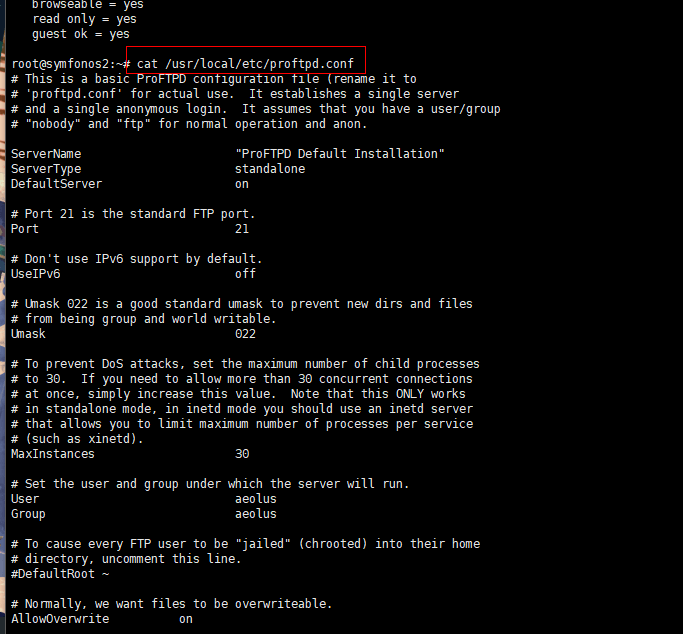 browseable = yes
read only = yes
guest ok = yes
root@symfonos2:~# cat /usr/local/etc/proftpd.conf
# This is a basic ProFTPD configuration file (rename it to
# 'proftpd.conf' for actual use.  It establishes a single server
# and a single anonymous login.  It assumes that you have a user/group
# "nobody" and "ftp" for normal operation and anon.
ServerName                      "ProFTPD Default Installation"
ServerType                      standalone
DefaultServer                   on
# Port 21 is the standard FTP port.
Port                            21
# Don't use IPv6 support by default.
UseIPv6                         off
# Umask 022 is a good standard umask to prevent new dirs and files
# from being group and world writable.
Umask                           022
# To prevent DoS attacks, set the maximum number of child processes
# to 30.  If you need to allow more than 30 concurrent connections
# at once, simply increase this value.  Note that this ONLY works
# in standalone mode, in inetd mode you should use an inetd server
# that allows you to limit maximum number of processes per service
# (such as xinetd).
MaxInstances                    30
# Set the user and group under which the server will run.
User                            aeolus
Group                           aeolus
# To cause every FTP user to be "jailed" (chrooted) into their home
# directory, uncomment this line.
#DefaultRoot ~
# Normally, we want files to be overwriteable.
AllowOverwrite          on